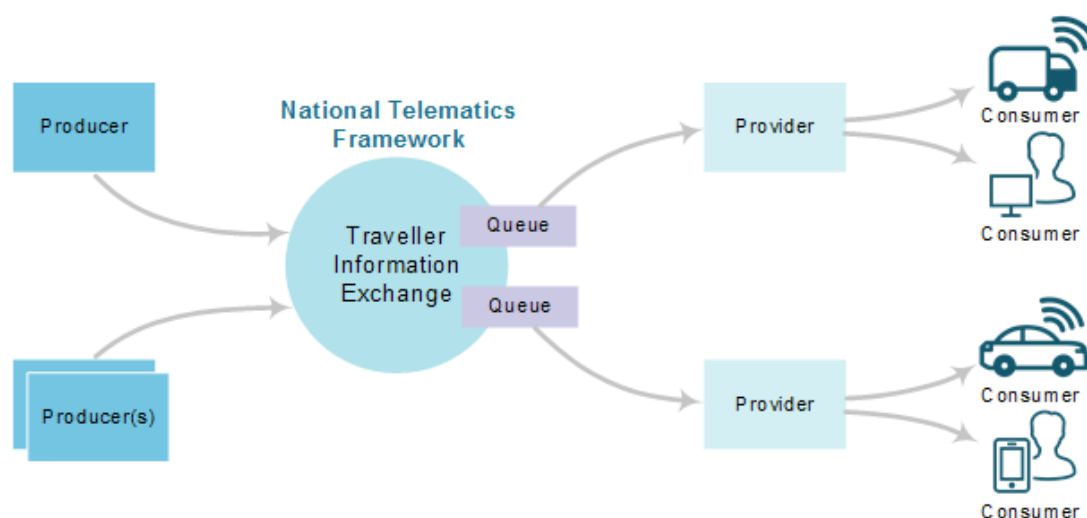 National Telematics
Framework
Producer
Producer(s)
Traveller
Information
Exchange
Queue
Queue
Provider
Provider
Consumer
Consumer
Consumer
Consumer